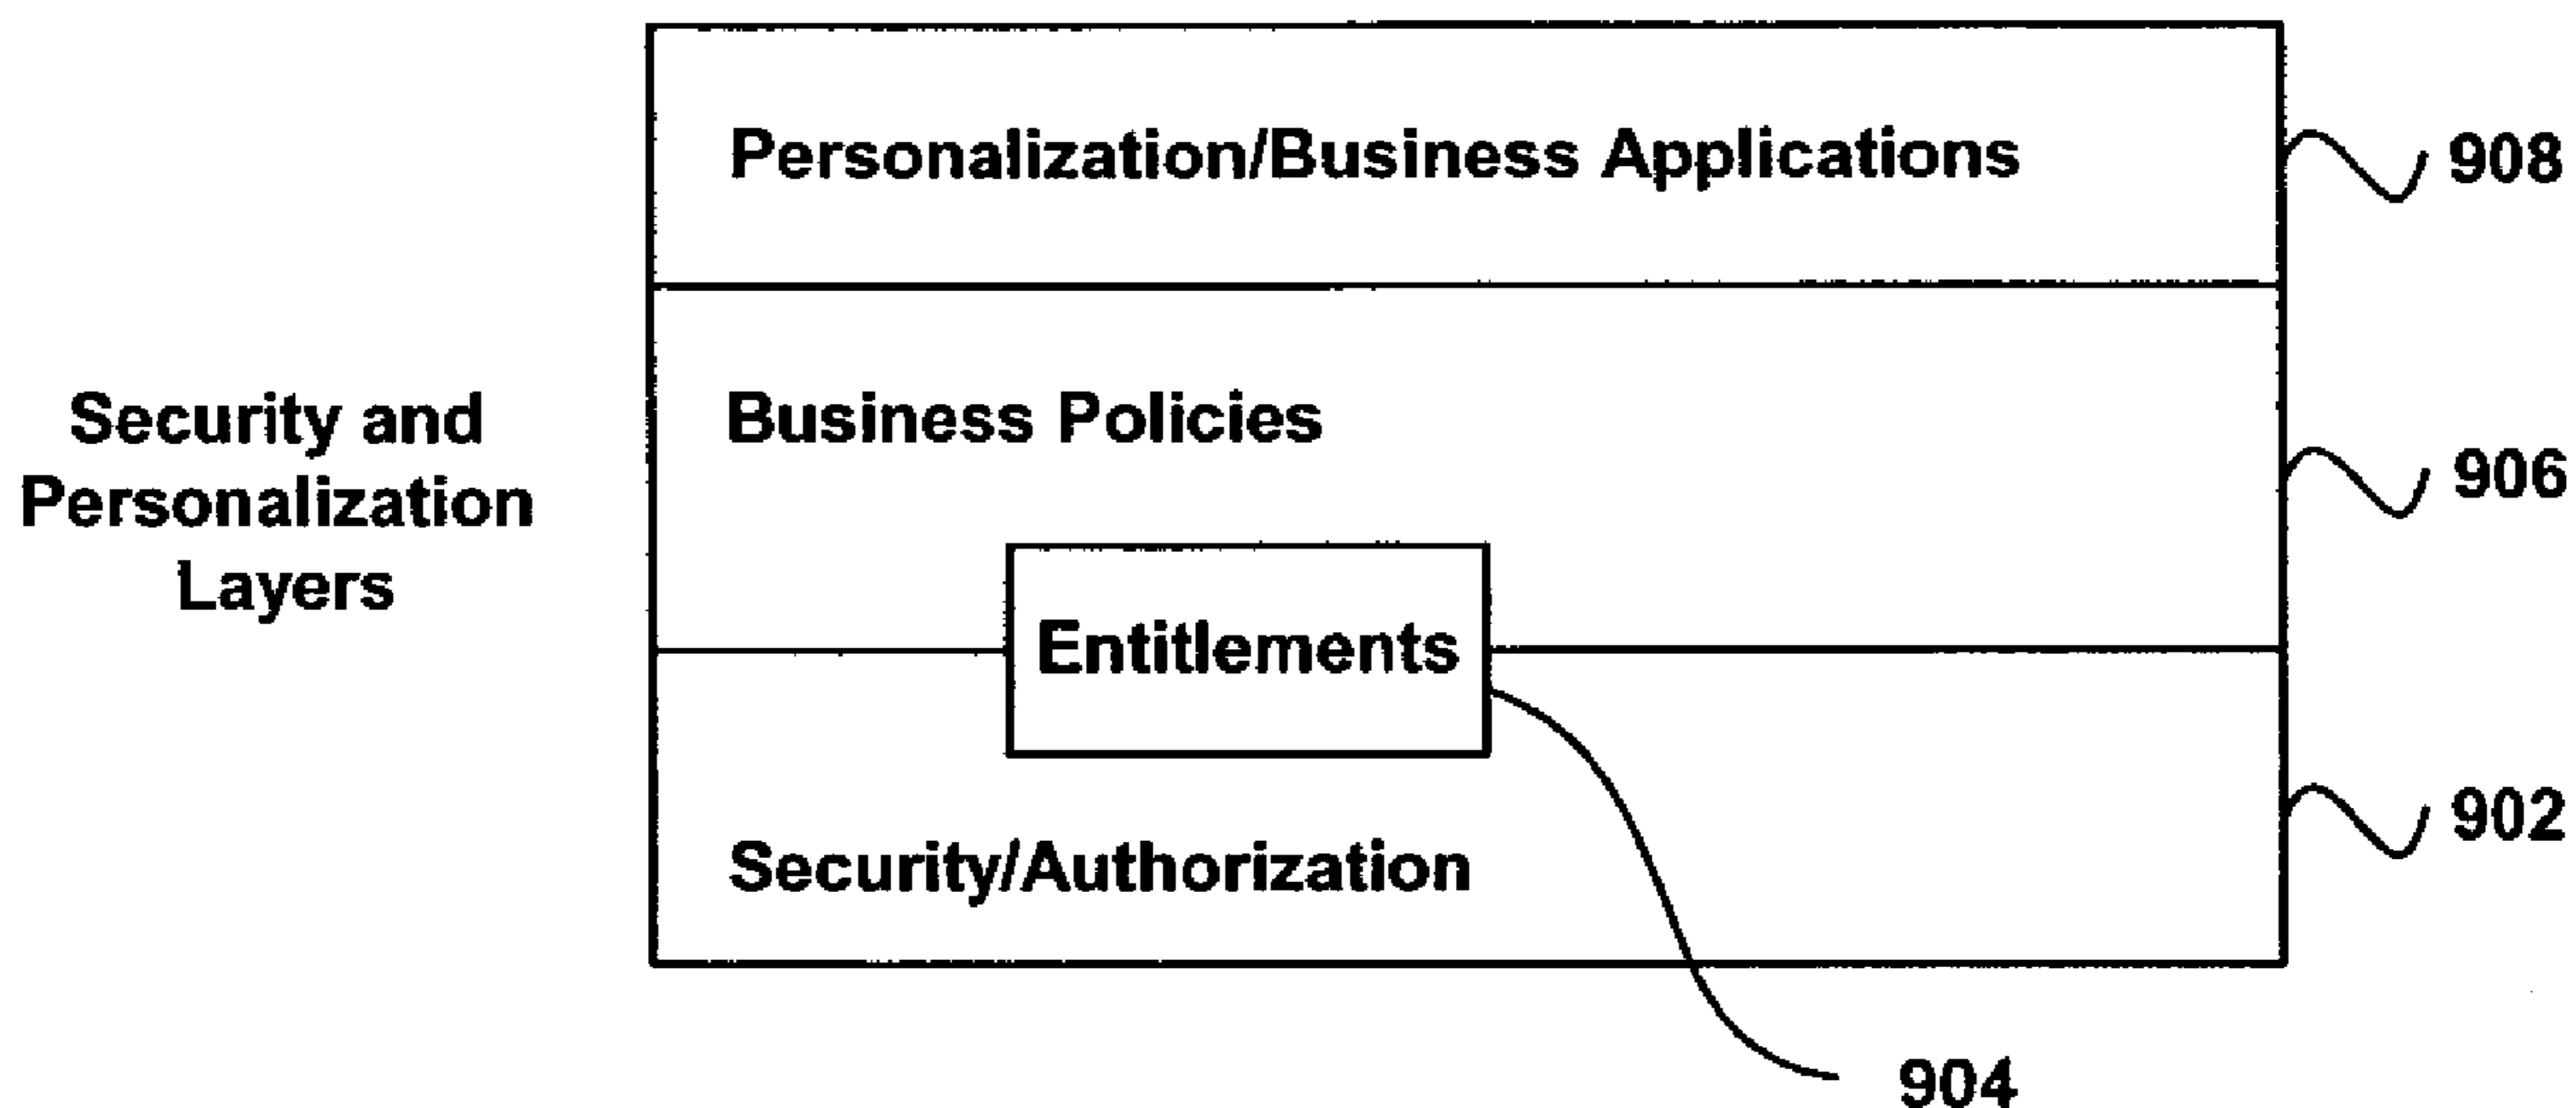 Personalization/Business Applications
908
Security and
Personalization
Layers
Business Policies
906
Entitlements
Security/Authorization
902
904